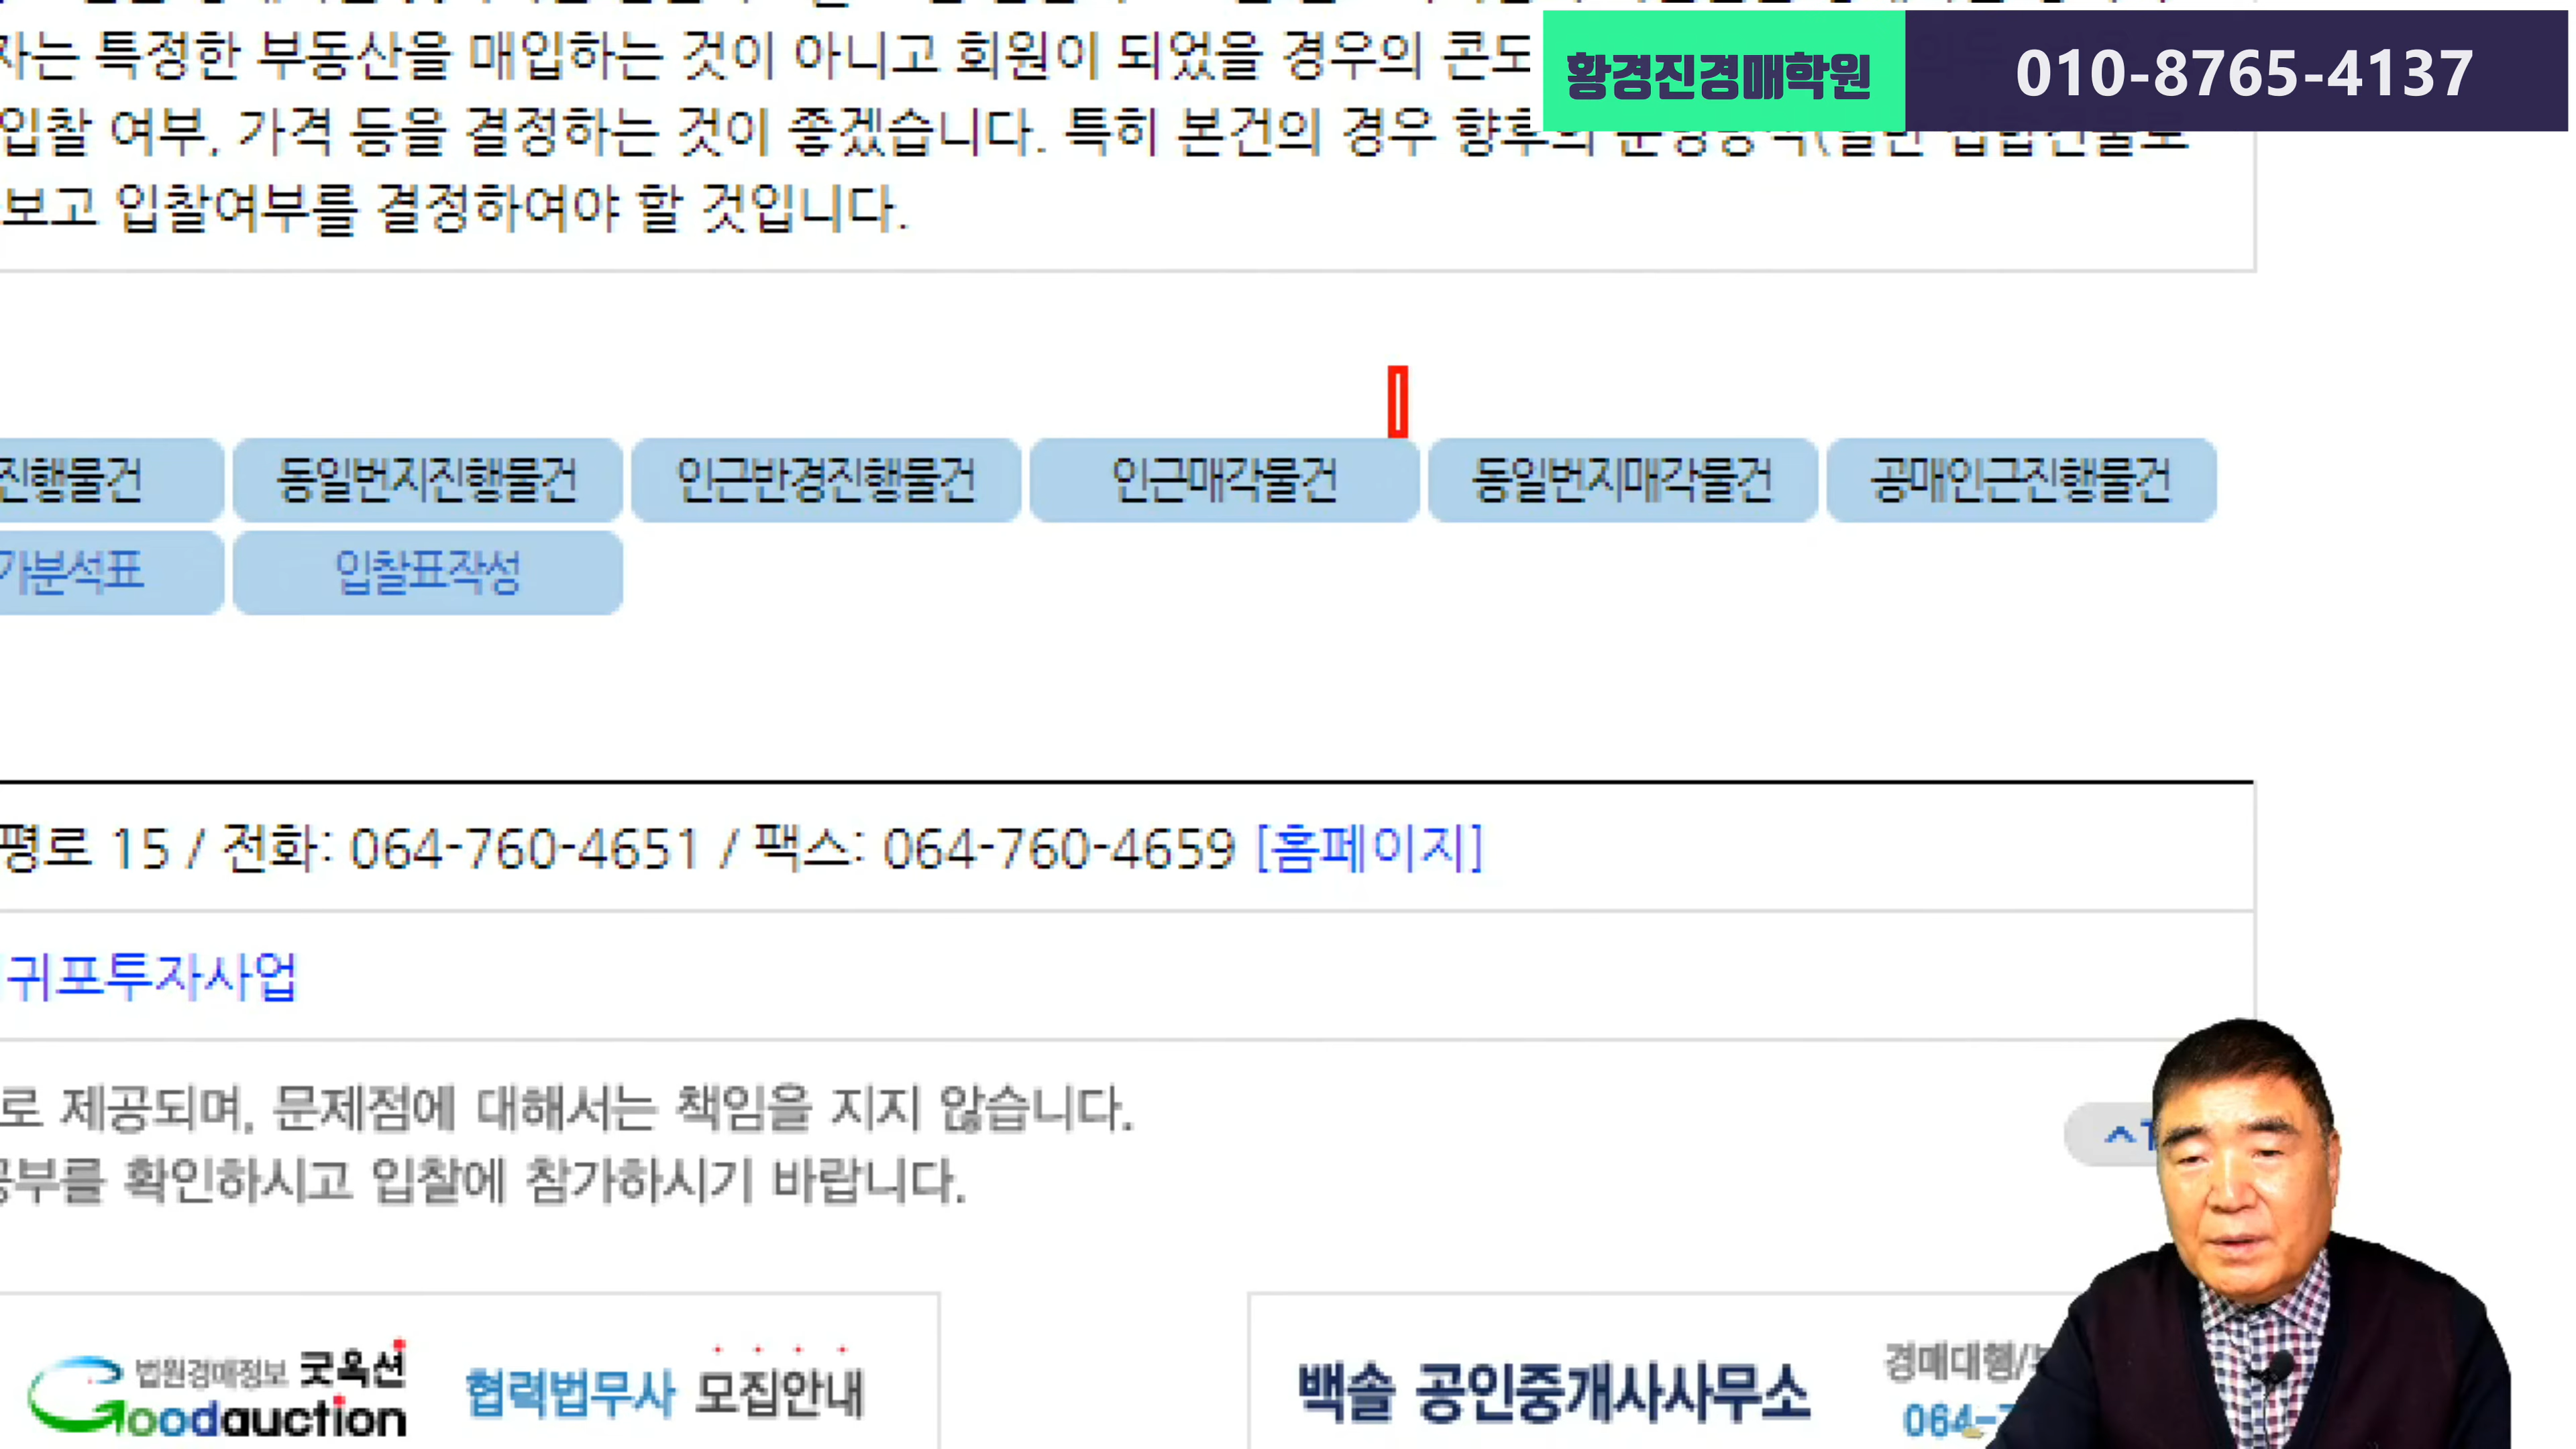 자는 특정한 부동산을 매입하는 것이 아니고 회원이 되었을 경우의 콘도
황경진경매학원 010-8765-4137
입찰 여부, 가격 등을 결정하는 것이 좋겠습니다. 특히 본건의 경우 향후의
보고 입찰여부를 결정하여야 할 것입니다.
진행물건 동일번지진행물건 인근반경진행물건 인근매각물건 동일번지매각물건 공매인근진행물건
가분석표 입찰표작성
평로 15 / 전화: 064-760-4651 / 팩스: 064-760-4659 [홈페이지]
귀포투자사업
로 제공되며, 문제점에 대해서는 책임을 지지 않습니다.
공부를 확인하시고 입찰에 참가하시기 바랍니다.
법원경매정보 굿옥션
Goodauction
협력법무사 모집안내
백솔 공인중개사사무소
경매대행/
064-7